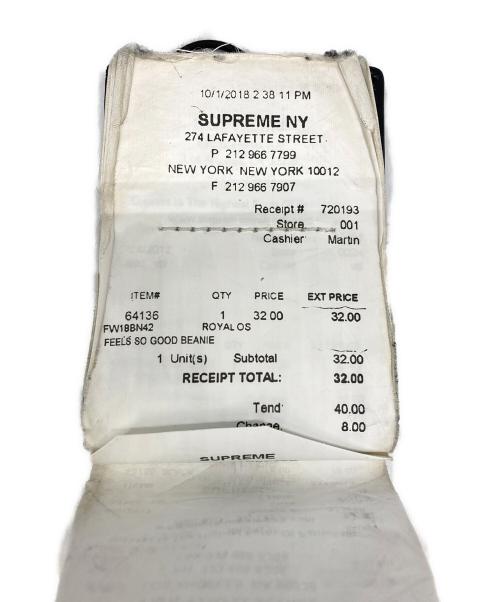 10/1/2018 2 38 11 PM
SUPREME NY
274 LAFAYETTE STREET
P 212 966 7799
NEW YORK NEW YORK 10012
F 212 966 7907
Receipt # 720193
Store 001
Cashier Martin
ITEM# QTY PRICE EXT PRICE
64136 1 32 00 32.00
FW18BN42 ROYAL OS
FEELS SO GOOD BEANIE
1 Unit(s) Subtotal 32.00
RECEIPT TOTAL: 32.00
Tend 40.00
Change 8.00
SUPREME